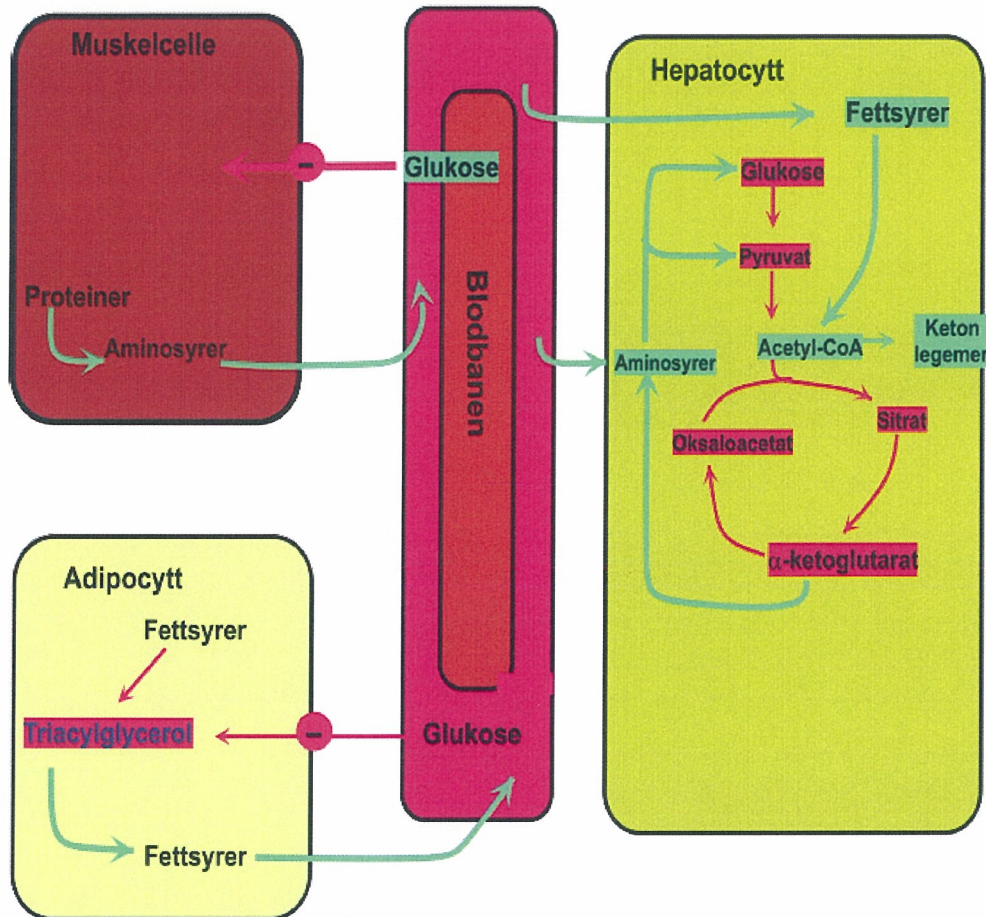 Muskelcelle
Glukose
Proteiner
Aminosyrer
Blodbanen
Hepatocytt
Fettsyrer
Glukose
Pyruvat
Aminosyrer
Acetyl-CoA
Keton
legemer
Oksaloacetat
Sitrat
α-ketoglutarat
Adipocytt
Fettsyrer
Triacylglycerol
Glukose
Fettsyrer